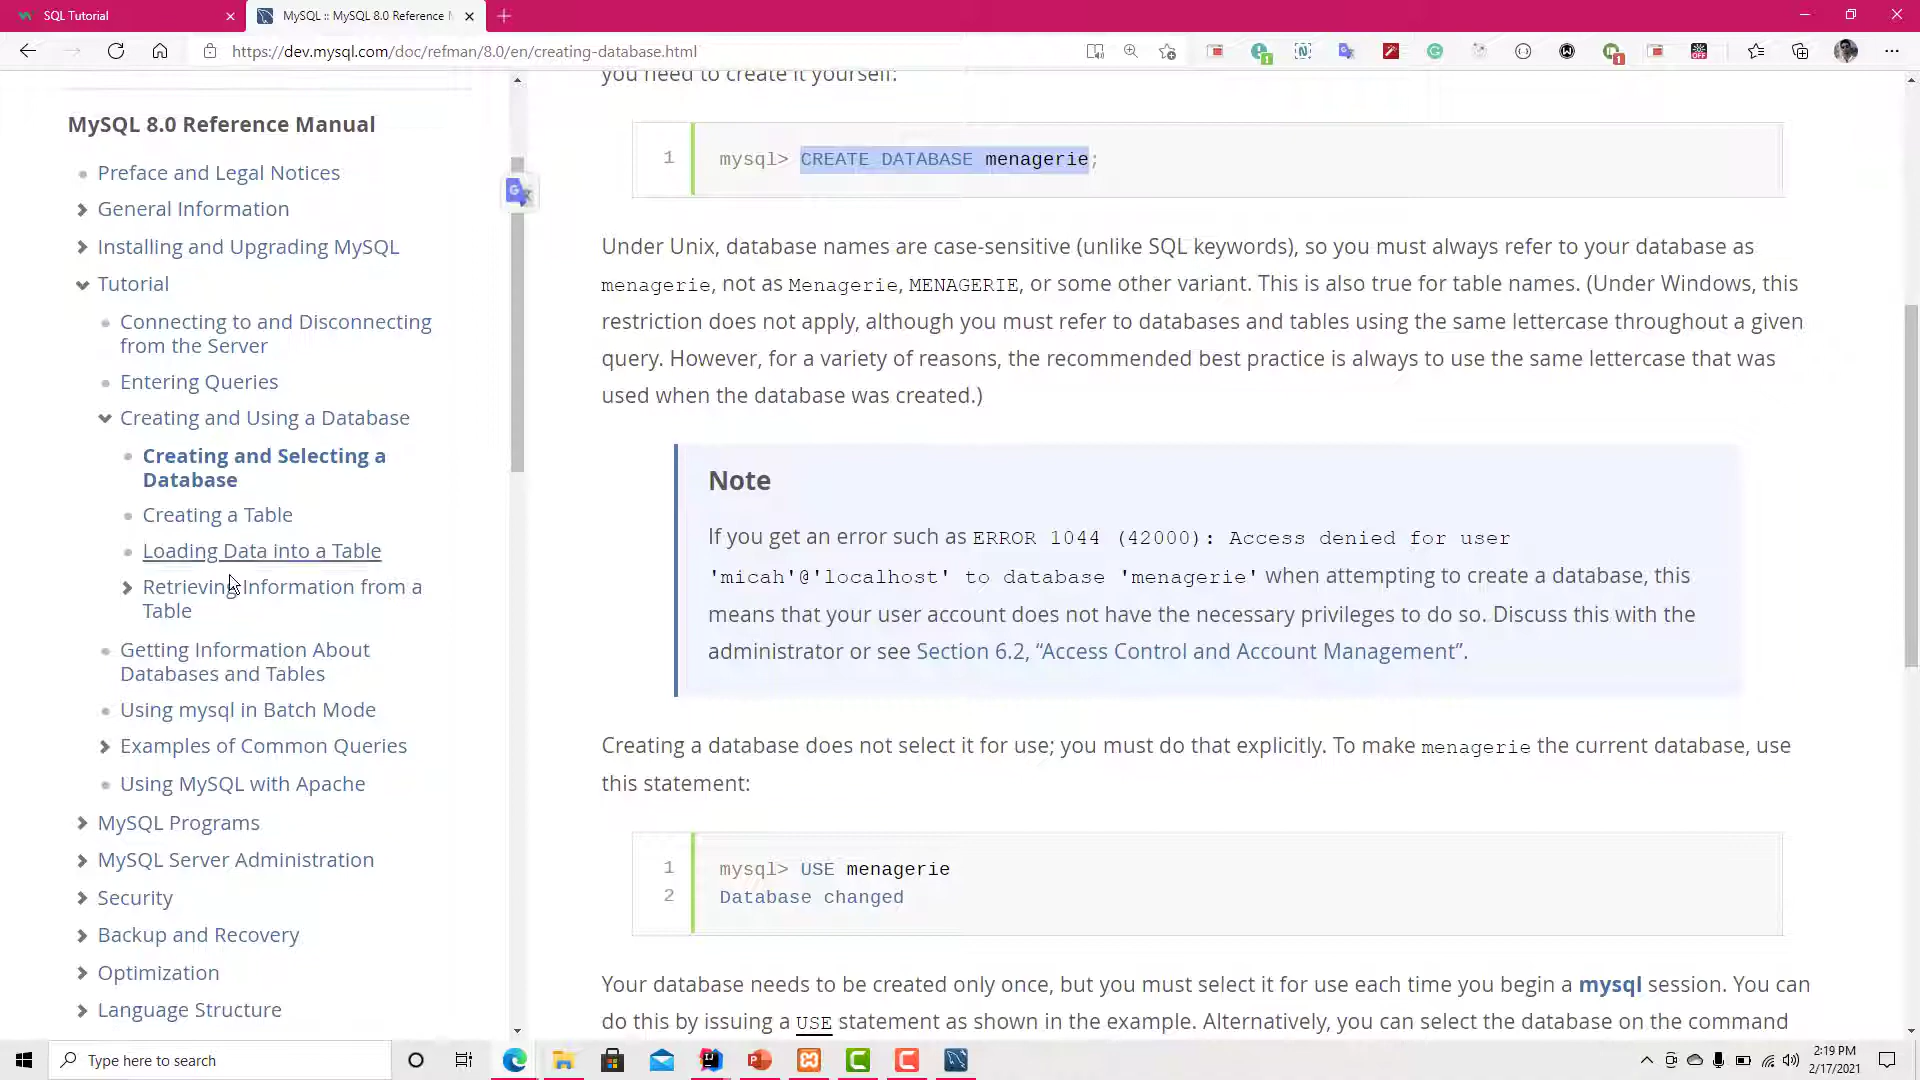 SQL Tutorial
MySQL :: MySQL 8.0 Reference M
https://dev.mysql.com/doc/refman/8.0/en/creating-database.html
MySQL 8.0 Reference Manual
Preface and Legal Notices
General Information
Installing and Upgrading MySQL
Tutorial
Connecting to and Disconnecting
from the Server
Entering Queries
Creating and Using a Database
Creating and Selecting a
Database
Creating a Table
Loading Data into a Table
Retrieving Information from a
Table
Getting Information About
Databases and Tables
Using mysql in Batch Mode
Examples of Common Queries
Using MySQL with Apache
MySQL Programs
MySQL Server Administration
Security
Backup and Recovery
Optimization
Language Structure
you need to create it yourself:
1 mysql> CREATE DATABASE menagerie;
Under Unix, database names are case-sensitive (unlike SQL keywords), so you must always refer to your database as
menagerie, not as Menagerie, MENAGERIE, or some other variant. This is also true for table names. (Under Windows, this
restriction does not apply, although you must refer to databases and tables using the same lettercase throughout a given
query. However, for a variety of reasons, the recommended best practice is always to use the same lettercase that was
used when the database was created.)
Note
If you get an error such as ERROR 1044 (42000): Access denied for user
'micah'@'localhost' to database 'menagerie' when attempting to create a database, this
means that your user account does not have the necessary privileges to do so. Discuss this with the
administrator or see Section 6.2, “Access Control and Account Management”.
Creating a database does not select it for use; you must do that explicitly. To make menagerie the current database, use
this statement:
1 mysql> USE menagerie
2 Database changed
Your database needs to be created only once, but you must select it for use each time you begin a mysql session. You can
do this by issuing a USE statement as shown in the example. Alternatively, you can select the database on the command
Type here to search
2:19 PM
2/17/2021